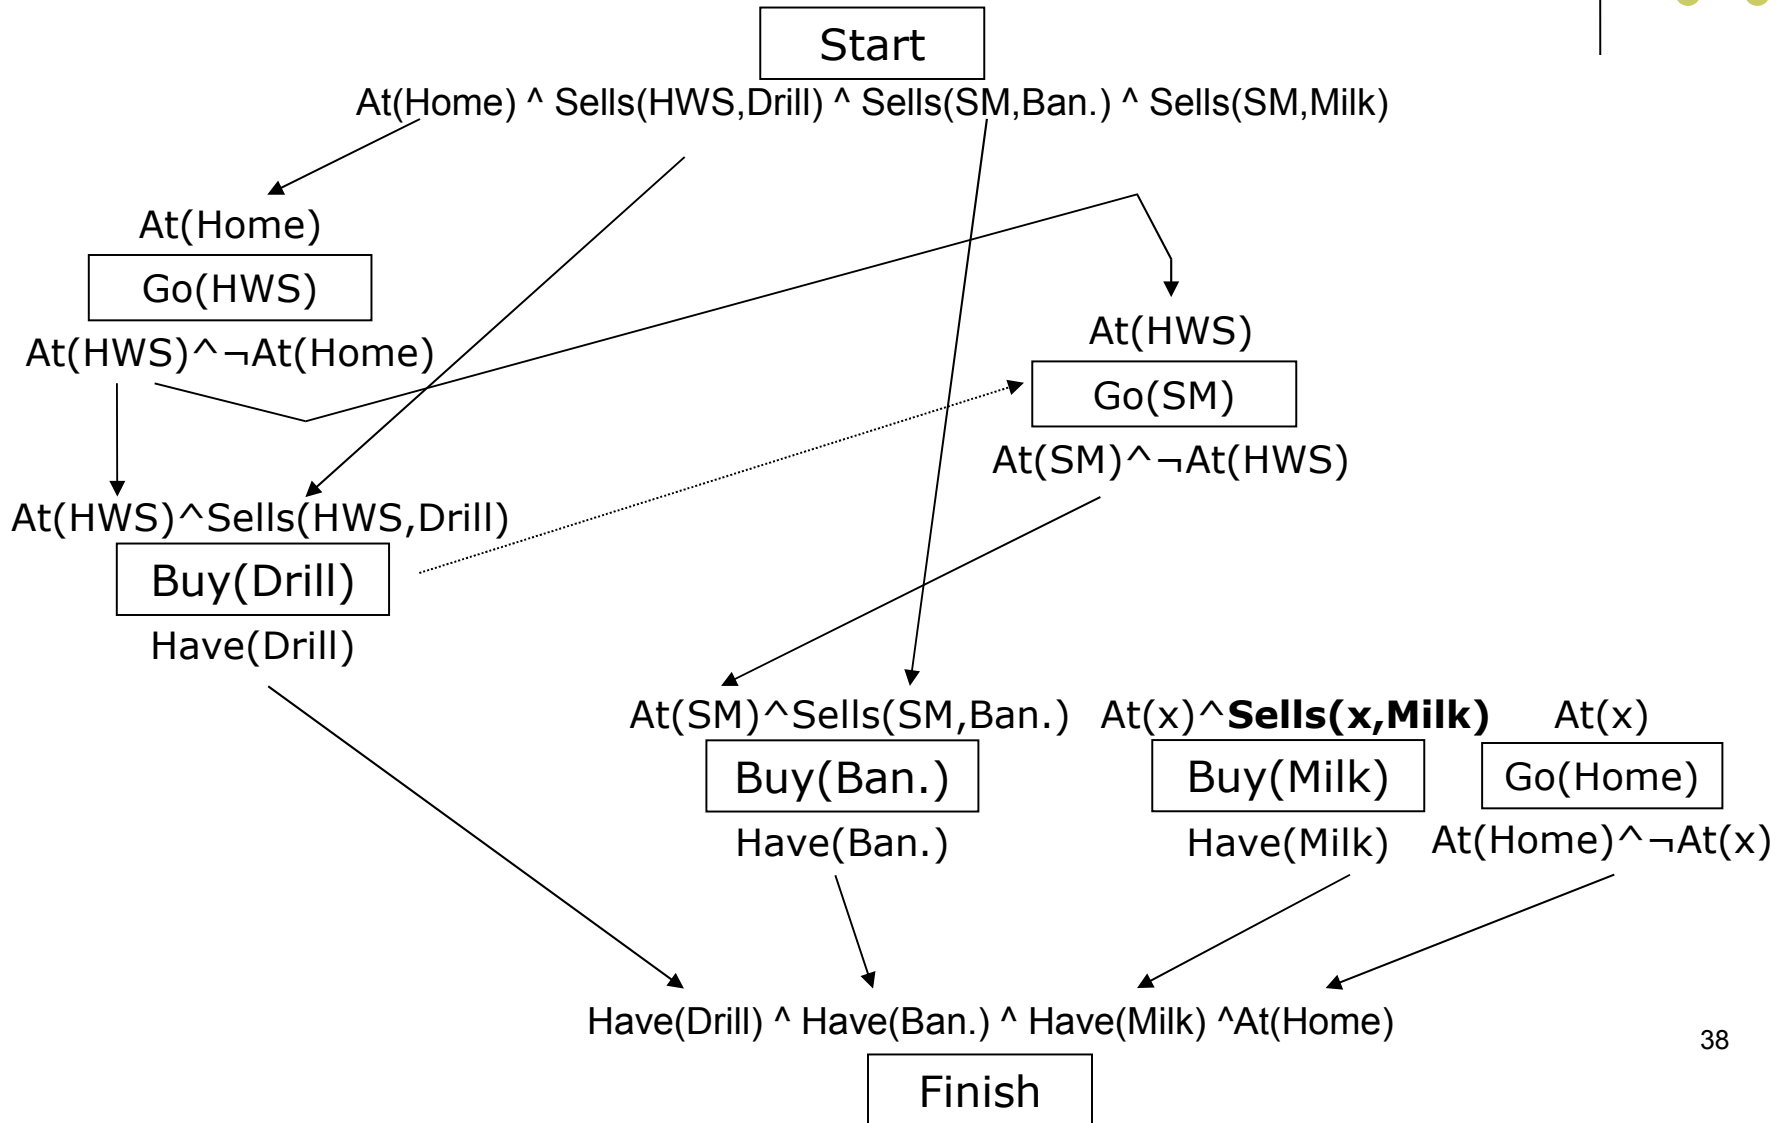 Start
At(Home) ^ Sells(HWS,Drill) ^ Sells(SM,Ban.) ^ Sells(SM,Milk)
At(Home)
Go(HWS)
At(HWS)^¬At(Home)
At(HWS)
Go(SM)
At(SM)^¬At(HWS)
At(HWS)^Sells(HWS,Drill)
Buy(Drill)
Have(Drill)
At(SM)^Sells(SM,Ban.) At(x)^Sells(x,Milk) At(x)
Buy(Ban.) Buy(Milk) Go(Home)
Have(Ban.) Have(Milk) At(Home)^¬At(x)
Have(Drill) ^ Have(Ban.) ^ Have(Milk) ^At(Home)
38
Finish